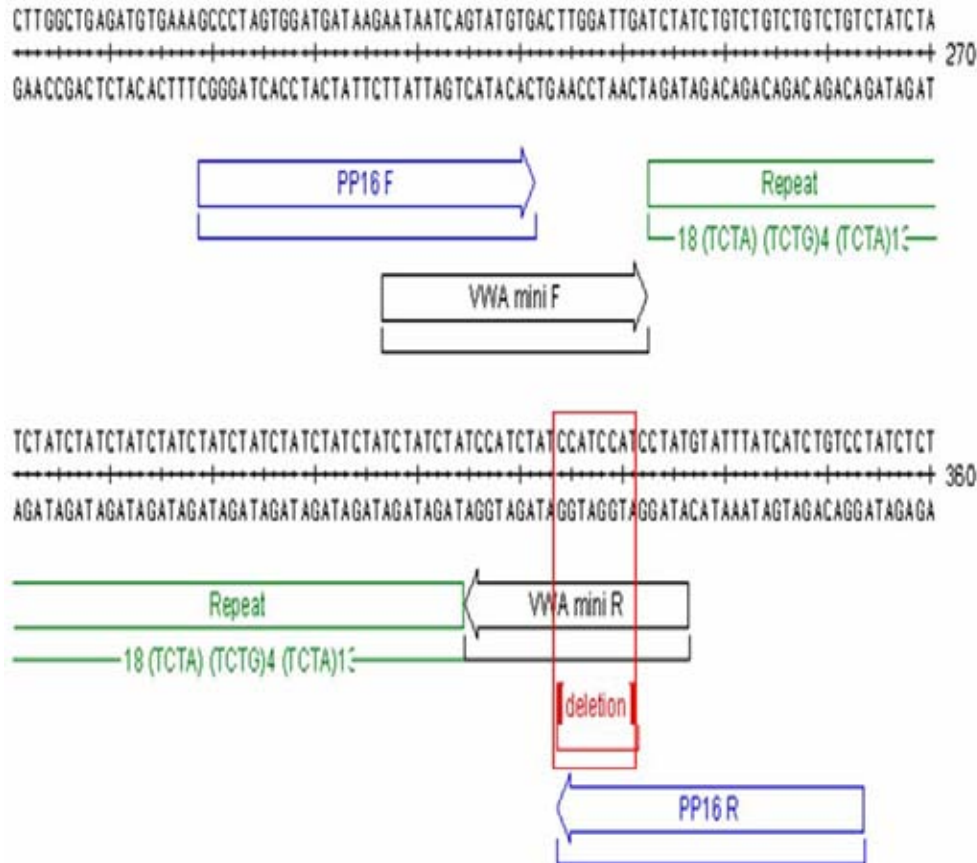 CTTGGCTGAGATGTGAAAGCCCTAGTGGATGATAAGAATAATCAGTATGTGACTTGGATTGATCTATCTGTCTGTCTGTCTGTCTATCTA
270
GAACCGACTCTACACTTTCGGGATCACCTACTATTCTTATTAGTCATACACTGAACCTAACTAGATAGACAGACAGACAGACAGATAGAT
PP16 F
Repeat
18 (TCTA) (TCTG)4 (TCTA)13
VWA mini F
TCTATCTATCTATCTATCTATCTATCTATCTATCTATCTATCTATCCATCTATCCATCCATCCTATGTATTTATCATCTGTCCTATCTCT
360
AGATAGATAGATAGATAGATAGATAGATAGATAGATAGATAGATAGGTAGATAGGTAGGTAGGATACATAAATAGTAGACAGGATAGAGA
Repeat
VWA mini R
18 (TCTA) (TCTG)4 (TCTA)13
deletion
PP16 R